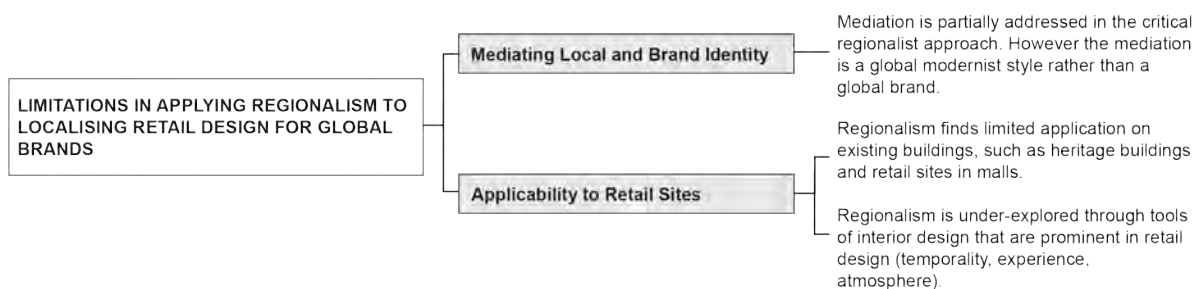 LIMITATIONS IN APPLYING REGIONALISM TO
LOCALISING RETAIL DESIGN FOR GLOBAL
BRANDS
Mediating Local and Brand Identity
Mediation is partially addressed in the critical
regionalist approach. However the mediation
is a global modernist style rather than a
global brand.
Applicability to Retail Sites
Regionalism finds limited application on
existing buildings, such as heritage buildings
and retail sites in malls.
Regionalism is under-explored through tools
of interior design that are prominent in retail
design (temporality, experience,
atmosphere).